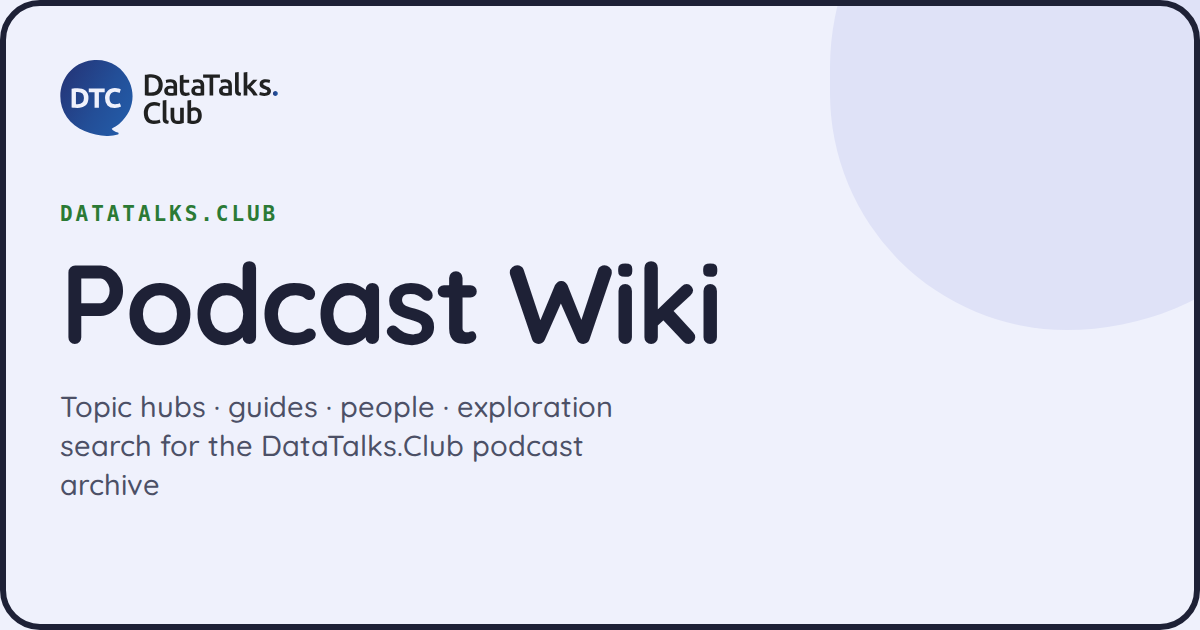 DTC
DataTalks.
Club
DATATALKS.CLUB
Podcast Wiki
Topic hubs · guides · people · exploration
search for the DataTalks.Club podcast
archive